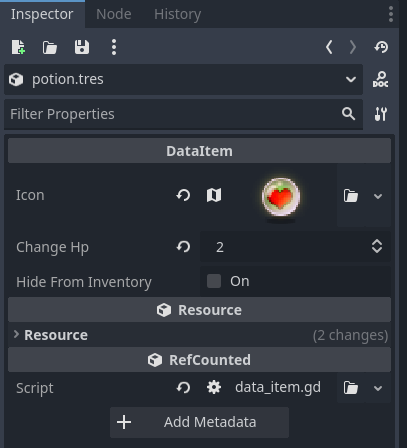 Inspector Node History
potion.tres
DOC
Filter Properties
DataItem
Icon
Change Hp 2
Hide From Inventory On
Resource
Resource (2 changes)
RefCounted
Script data_item.gd
Add Metadata